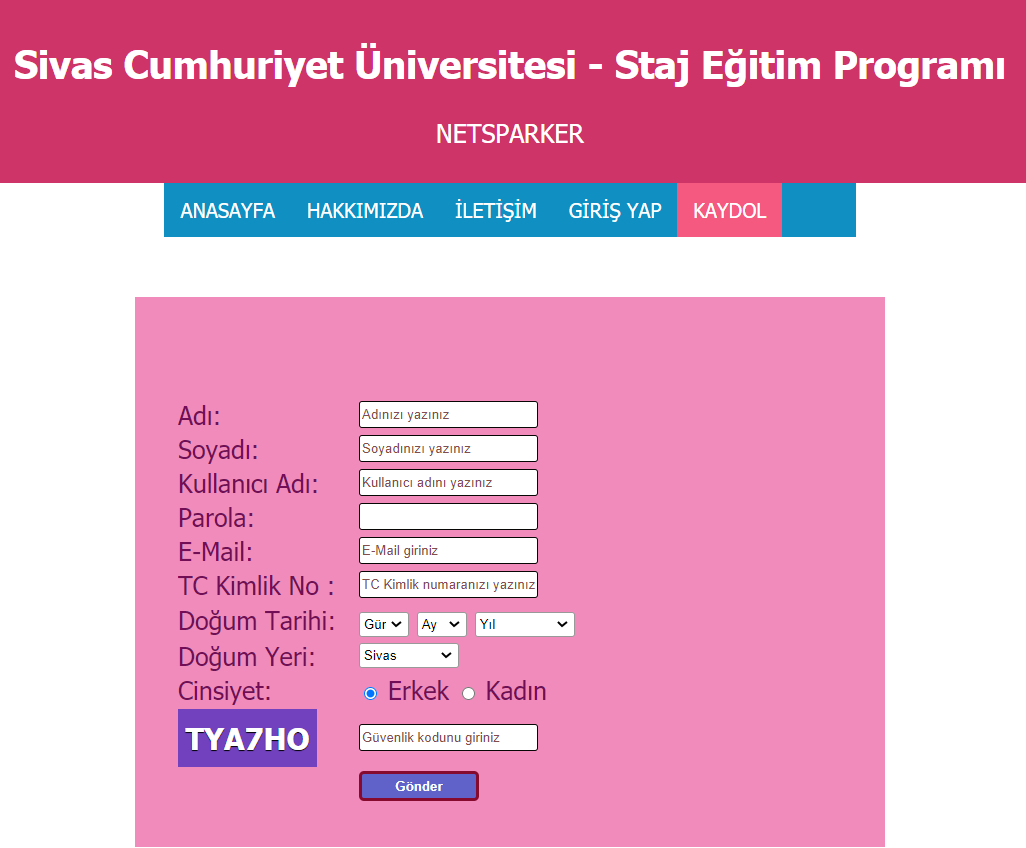 Sivas Cumhuriyet Üniversitesi - Staj Eğitim Programı
NETSPARKER
ANASAYFA HAKKIMIZDA İLETİŞİM GİRİŞ YAP KAYDOL
Adı: Adınızı yazınız
Soyadı: Soyadınızı yazınız
Kullanıcı Adı: Kullanıcı adını yazınız
Parola:
E-Mail: E-Mail giriniz
TC Kimlik No : TC Kimlik numaranızı yazınız
Doğum Tarihi: Gür Ay Yıl
Doğum Yeri: Sivas
Cinsiyet: Erkek Kadın
TYA7HO Güvenlik kodunu giriniz
Gönder